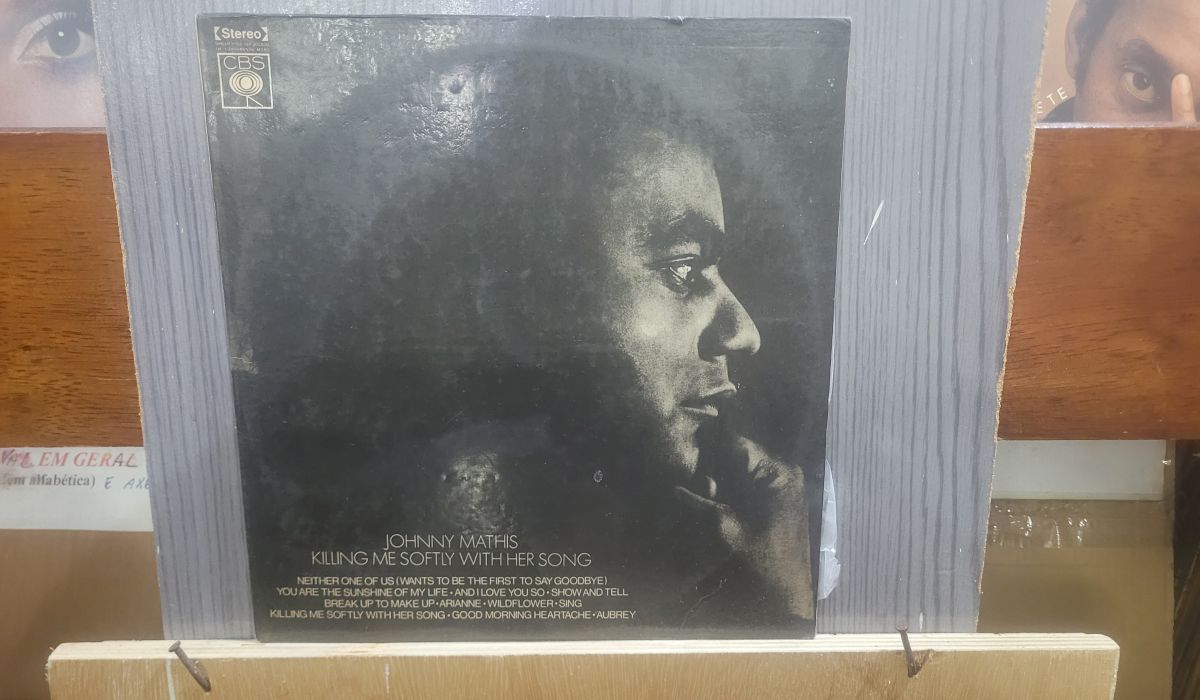 Stereo
CBS
JOHNNY MATHIS
KILLING ME SOFTLY WITH HER SONG
NEITHER ONE OF US (WANTS TO BE THE FIRST TO SAY GOODBYE)
YOU ARE THE SUNSHINE OF MY LIFE • AND I LOVE YOU SO • SHOW AND TELL
BREAK UP TO MAKE UP • ARIANNE • WILDFLOWER • SING
KILLING ME SOFTLY WITH HER SONG • GOOD MORNING HEARTACHE • AUBREY
EM GERAL
alfabética) E